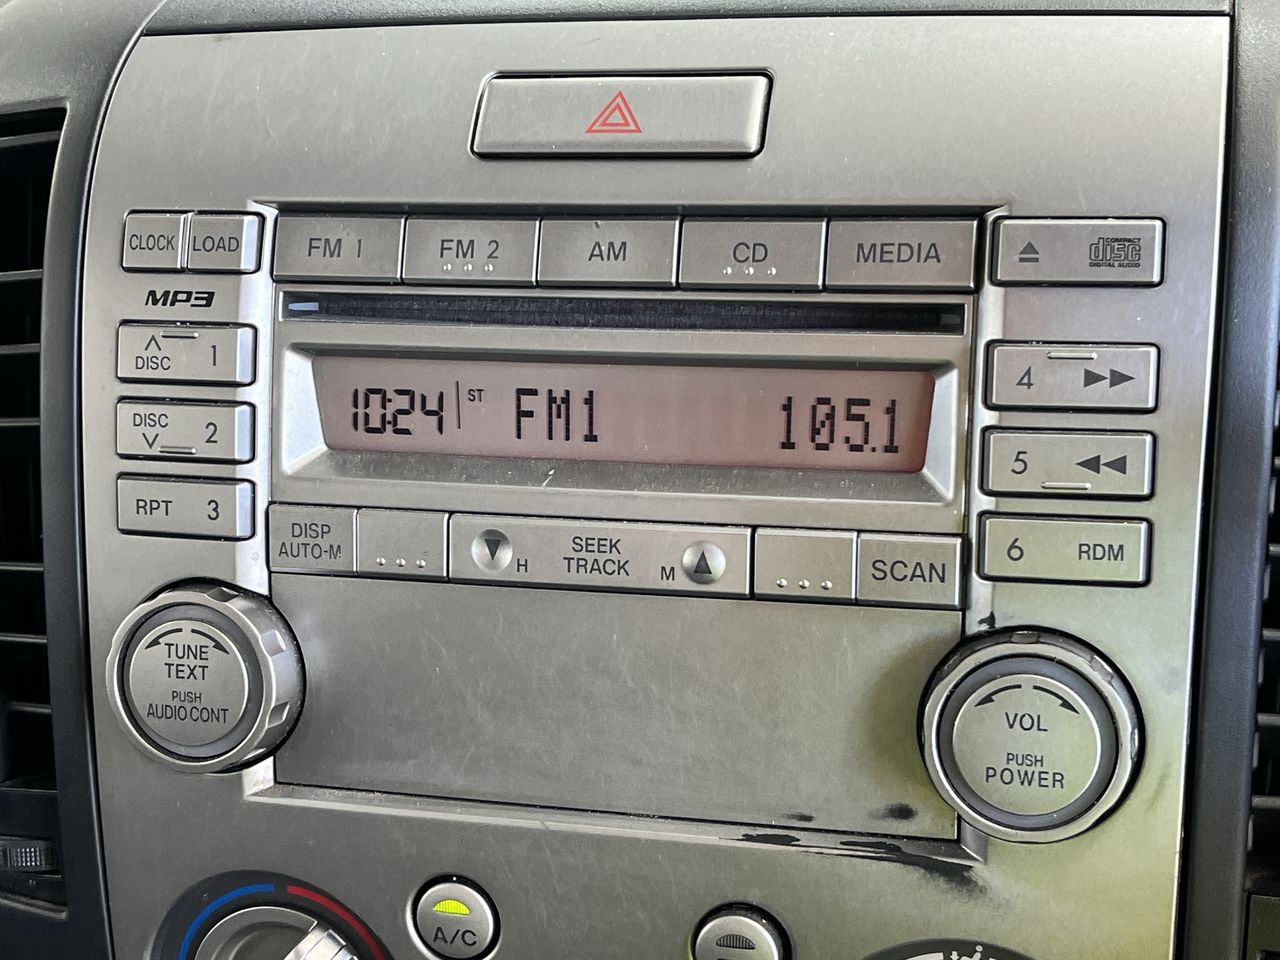 CLOCK LOAD FM 1 FM 2 AM CD MEDIA COMPACT
disc
DIGITAL AUDIO
MP3
DISC 1
DISC 2
RPT 3
10:24 ST FM1 105.1
4
5
6 RDM
DISP
AUTO-M
H SEEK
TRACK M
SCAN
TUNE
TEXT
PUSH
AUDIO CONT
VOL
PUSH
POWER
A/C